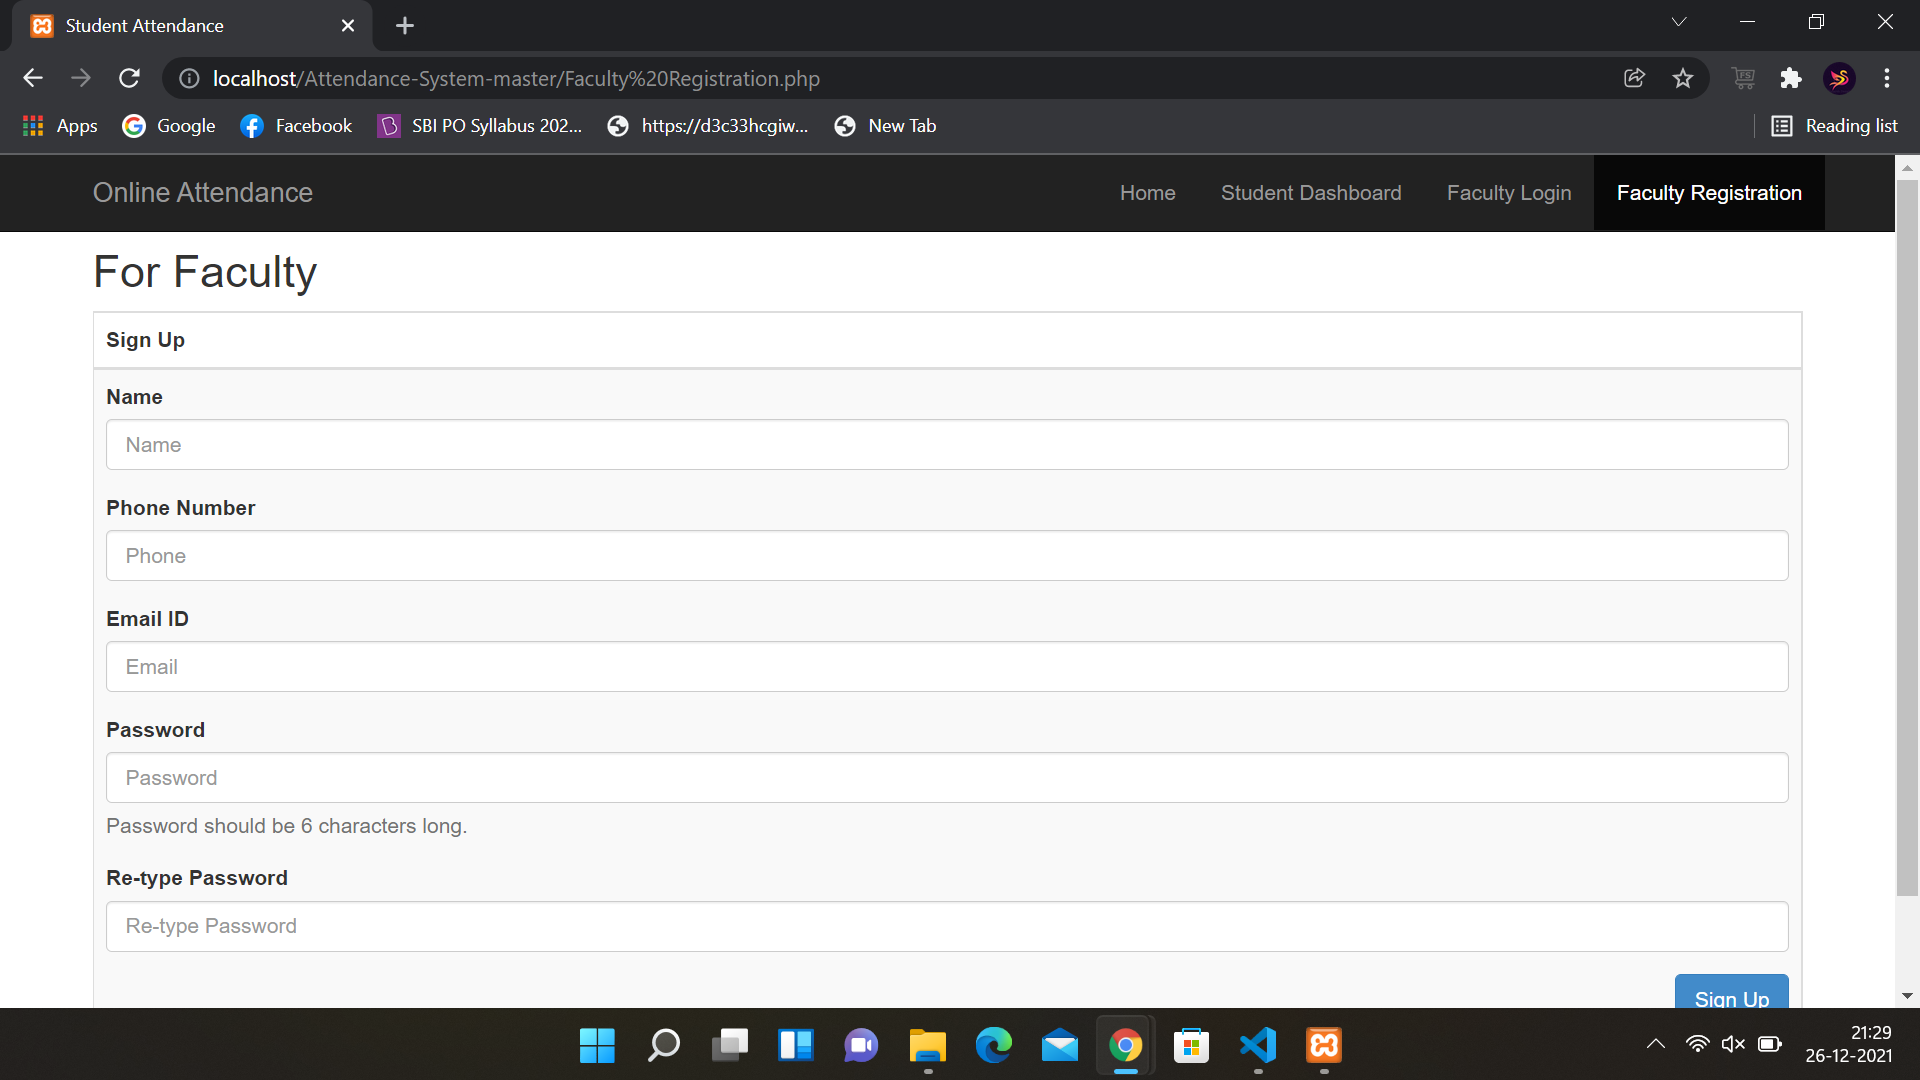 Student Attendance
localhost/Attendance-System-master/Faculty%20Registration.php
Apps Google Facebook SBI PO Syllabus 202... https://d3c33hcgiw... New Tab Reading list
Online Attendance Home Student Dashboard Faculty Login Faculty Registration
For Faculty
Sign Up
Name
Name
Phone Number
Phone
Email ID
Email
Password
Password
Password should be 6 characters long.
Re-type Password
Re-type Password
Sign Up
21:29
26-12-2021